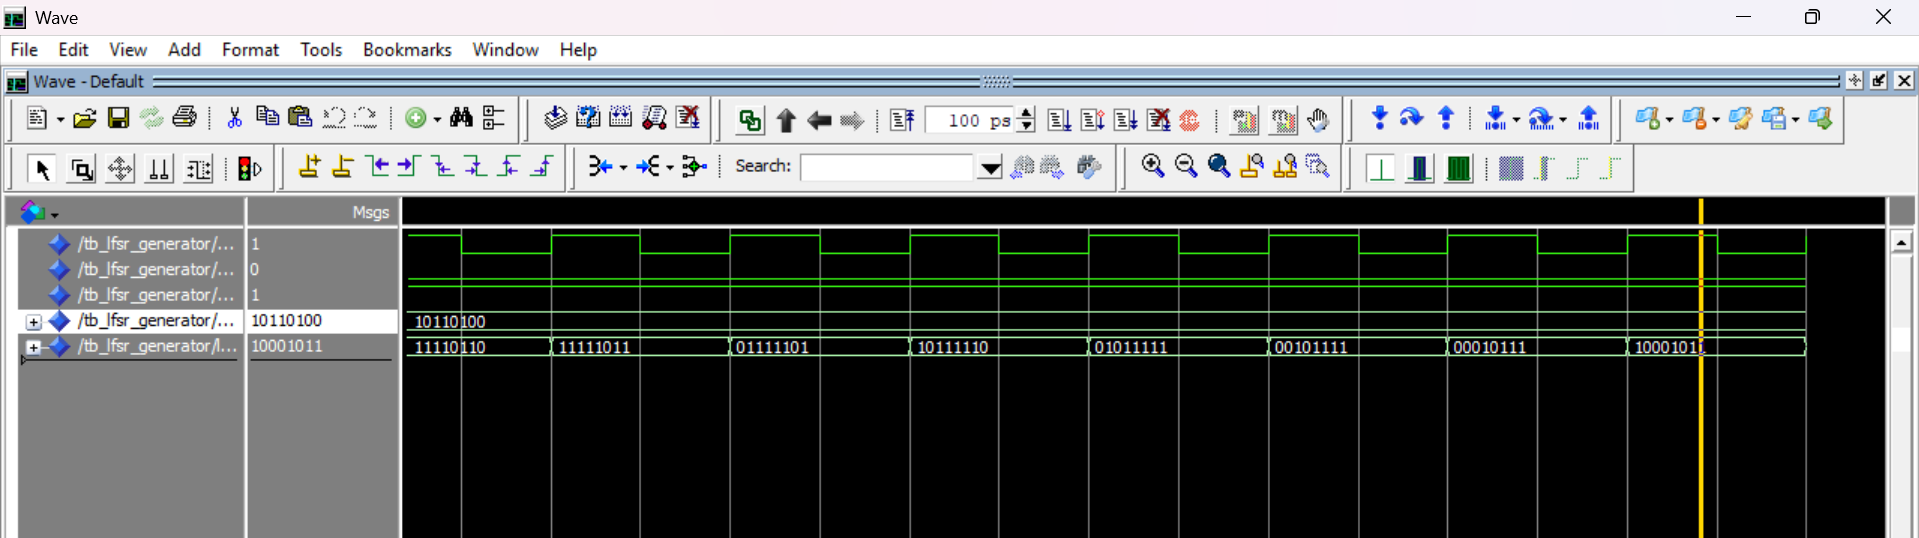 Wave
File Edit View Add Format Tools Bookmarks Window Help
Wave - Default
100 ps
Search:
Msgs
/tb_lfsr_generator/... 1
/tb_lfsr_generator/... 0
/tb_lfsr_generator/... 1
/tb_lfsr_generator/... 10110100 10110100
/tb_lfsr_generator/l... 10001011 11110110 11111011 01111101 10111110 01011111 00101111 00010111 10001011